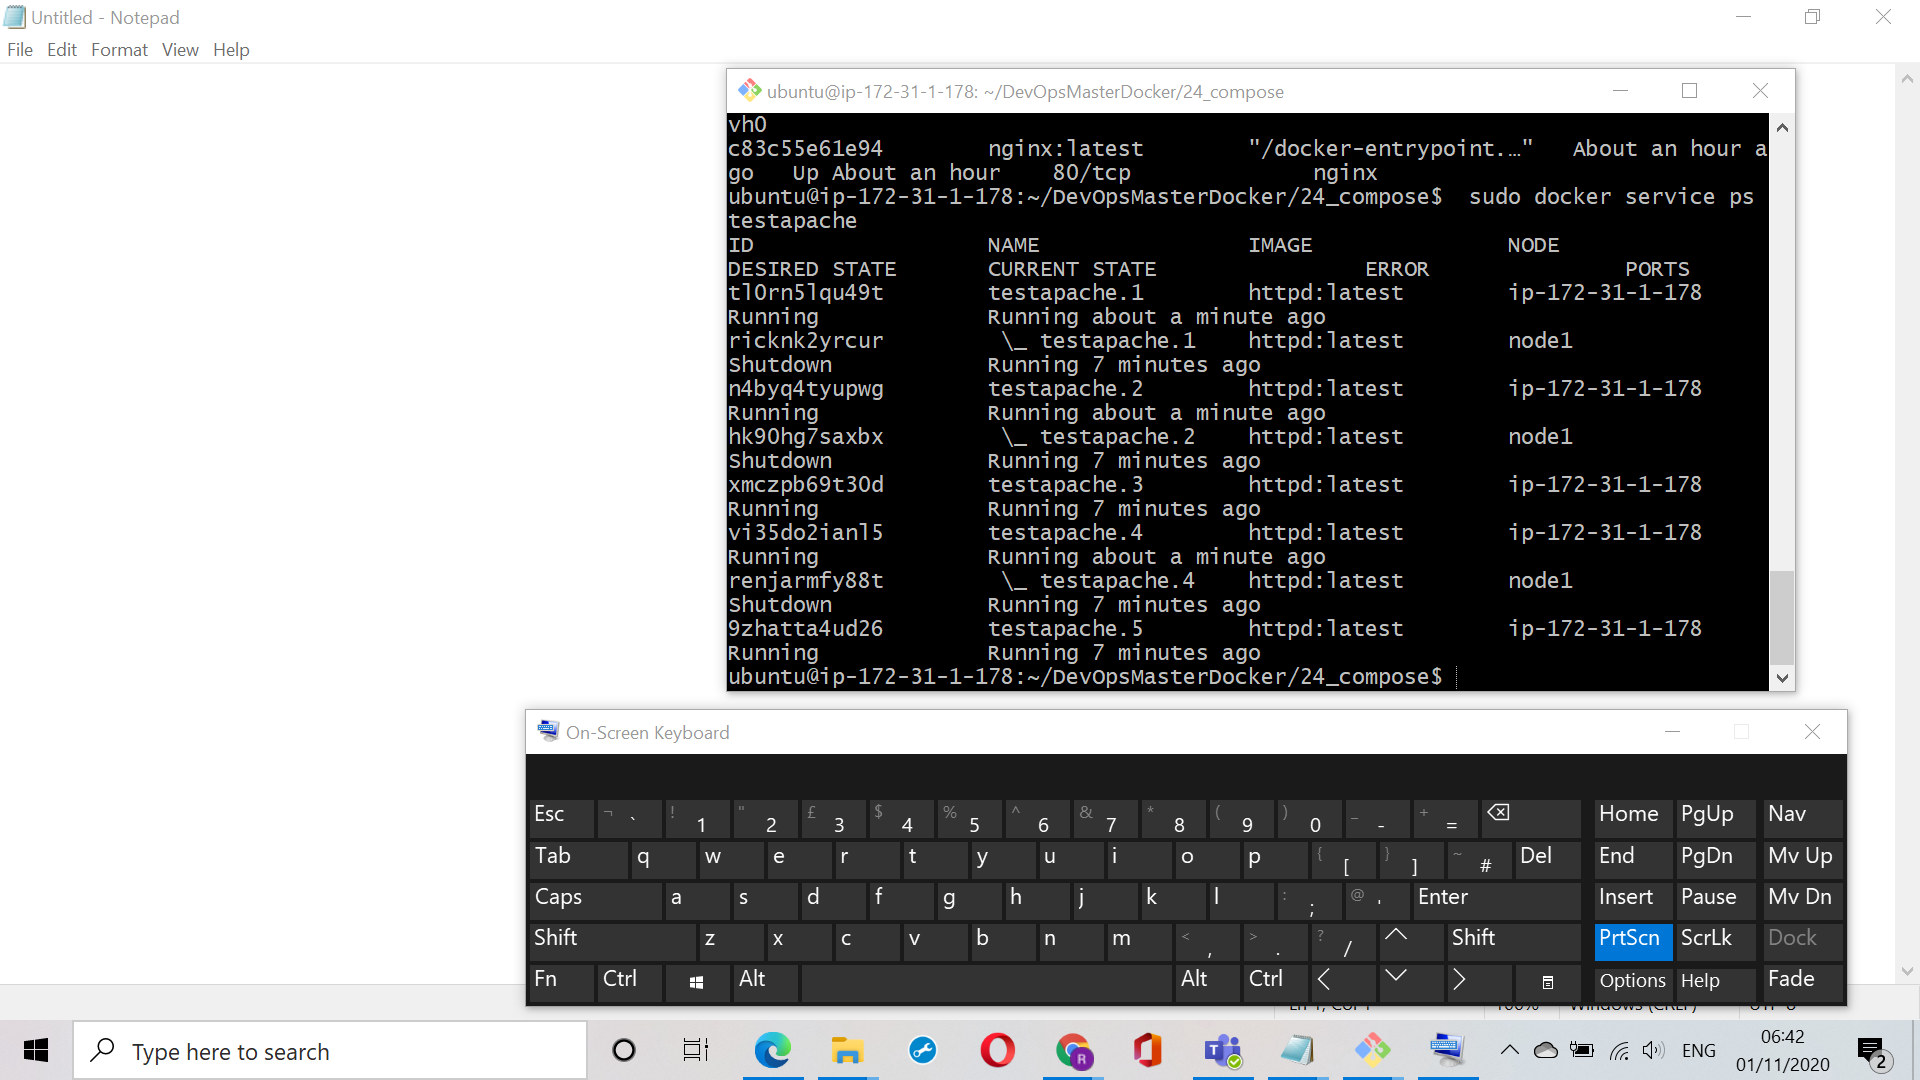 Untitled - Notepad
File Edit Format View Help
ubuntu@ip-172-31-1-178: ~/DevOpsMasterDocker/24_compose
vh0
c83c55e61e94 nginx:latest "/docker-entrypoint.…" About an hour a
go Up About an hour 80/tcp nginx
ubuntu@ip-172-31-1-178:~/DevOpsMasterDocker/24_compose$ sudo docker service ps
testapache
ID NAME IMAGE NODE
DESIRED STATE CURRENT STATE ERROR PORTS
tl0rn5lqu49t testapache.1 httpd:latest ip-172-31-1-178
Running Running about a minute ago
ricknk2yrcur \_ testapache.1 httpd:latest node1
Shutdown Running 7 minutes ago
n4byq4tyupwg testapache.2 httpd:latest ip-172-31-1-178
Running Running about a minute ago
hk90hg7saxbx \_ testapache.2 httpd:latest node1
Shutdown Running 7 minutes ago
xmczpb69t30d testapache.3 httpd:latest ip-172-31-1-178
Running Running 7 minutes ago
vi35do2ianl5 testapache.4 httpd:latest ip-172-31-1-178
Running Running about a minute ago
renjarmfy88t \_ testapache.4 httpd:latest node1
Shutdown Running 7 minutes ago
9zhatta4ud26 testapache.5 httpd:latest ip-172-31-1-178
Running Running 7 minutes ago
ubuntu@ip-172-31-1-178:~/DevOpsMasterDocker/24_compose$
On-Screen Keyboard
Esc ¬ ` ! 1 " 2 £ 3 $ 4 % 5 ^ 6 & 7 * 8 ( 9 ) 0 _ - + = Home PgUp Nav
Tab q w e r t y u i o p { [ } ] ~ # Del End PgDn Mv Up
Caps a s d f g h j k l : ; @ ' Enter Insert Pause Mv Dn
Shift z x c v b n m < , > . ? / Shift PrtScn ScrLk Dock
Fn Ctrl Alt Alt Ctrl Options Help Fade
Type here to search
R
ENG
06:42
01/11/2020
2